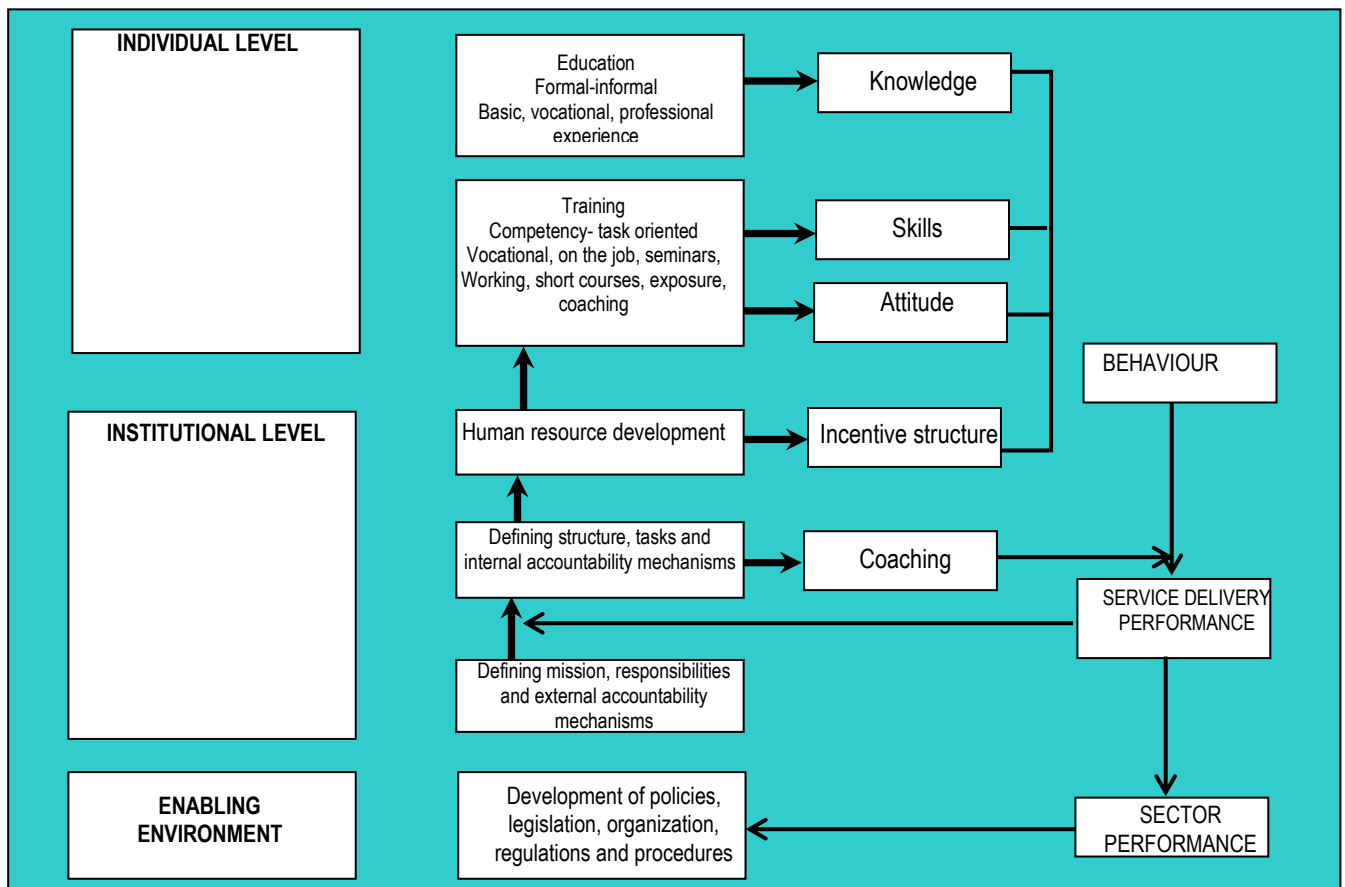 INDIVIDUAL LEVEL
Education
Formal-informal
Basic, vocational, professional
experience
Knowledge
Training
Competency- task oriented
Vocational, on the job, seminars,
Working, short courses, exposure,
coaching
Skills
Attitude
BEHAVIOUR
INSTITUTIONAL LEVEL
Human resource development
Incentive structure
Defining structure, tasks and
internal accountability mechanisms
Coaching
SERVICE DELIVERY
PERFORMANCE
Defining mission, responsibilities
and external accountability
mechanisms
ENABLING
ENVIRONMENT
Development of policies,
legislation, organization,
regulations and procedures
SECTOR
PERFORMANCE